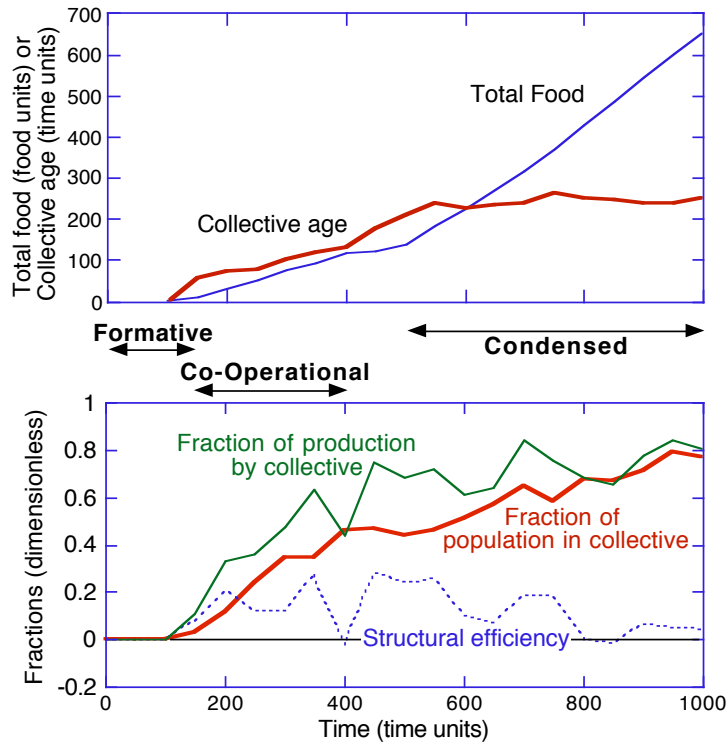 Total food (food units) or
Collective age (time units)
700
600
500
400
300
200
100
0
Total Food
Collective age
Formative
Condensed
Co-Operational
Fractions (dimensionless)
1
0.8
0.6
0.4
0.2
0
-0.2
Fraction of production
by collective
Fraction of
population in collective
Structural efficiency
0
200
400
600
800
1000
Time (time units)